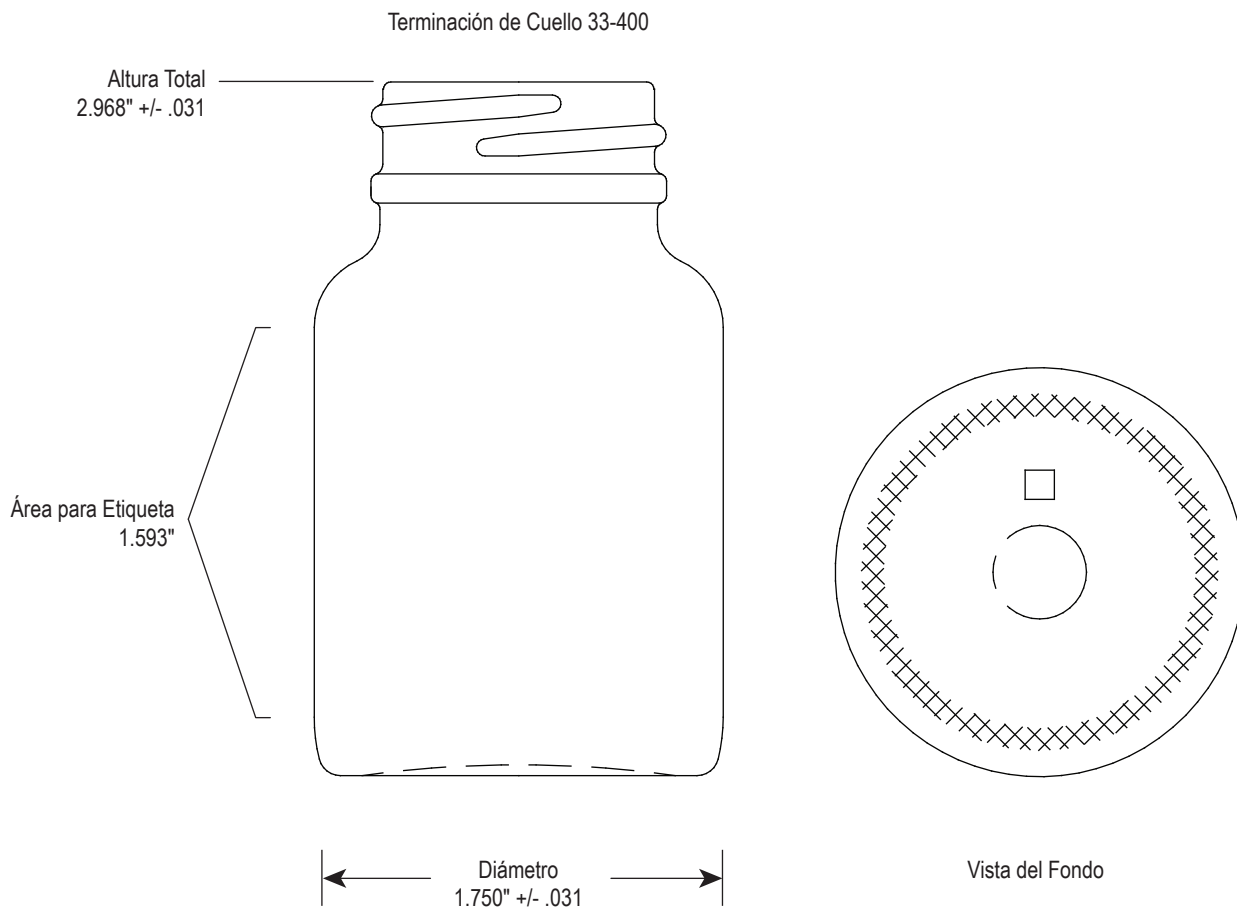 Terminación de Cuello 33-400
Altura Total
2.968" +/- .031
Área para Etiqueta
1.593"
Diámetro
1.750" +/- .031
Vista del Fondo